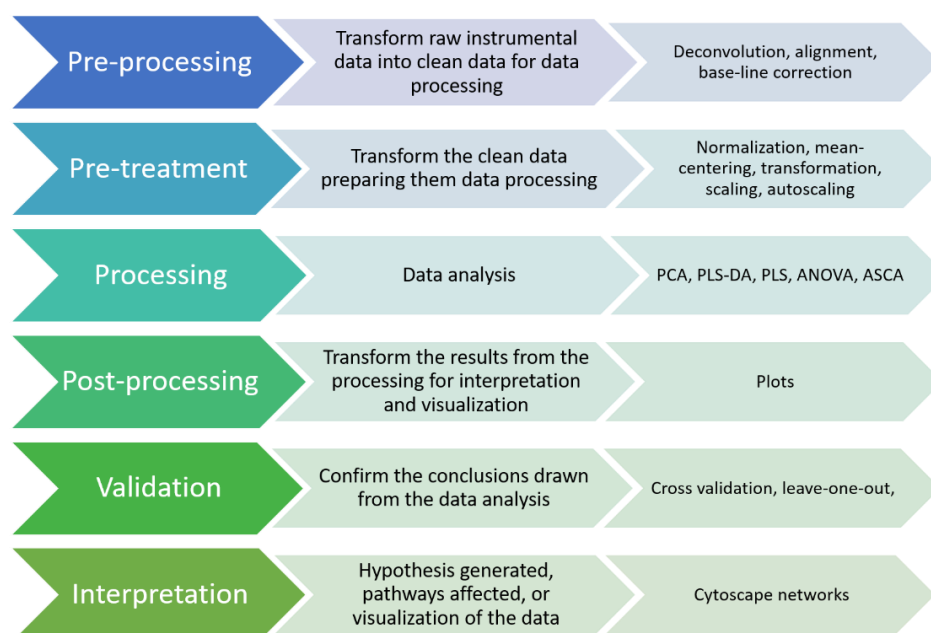 Pre-processing
Transform raw instrumental
data into clean data for data
processing
Deconvolution, alignment,
base-line correction
Pre-treatment
Transform the clean data
preparing them data processing
Normalization, mean-
centering, transformation,
scaling, autoscaling
Processing
Data analysis
PCA, PLS-DA, PLS, ANOVA, ASCA
Post-processing
Transform the results from the
processing for interpretation
and visualization
Plots
Validation
Confirm the conclusions drawn
from the data analysis
Cross validation, leave-one-out,
Interpretation
Hypothesis generated,
pathways affected, or
visualization of the data
Cytoscape networks